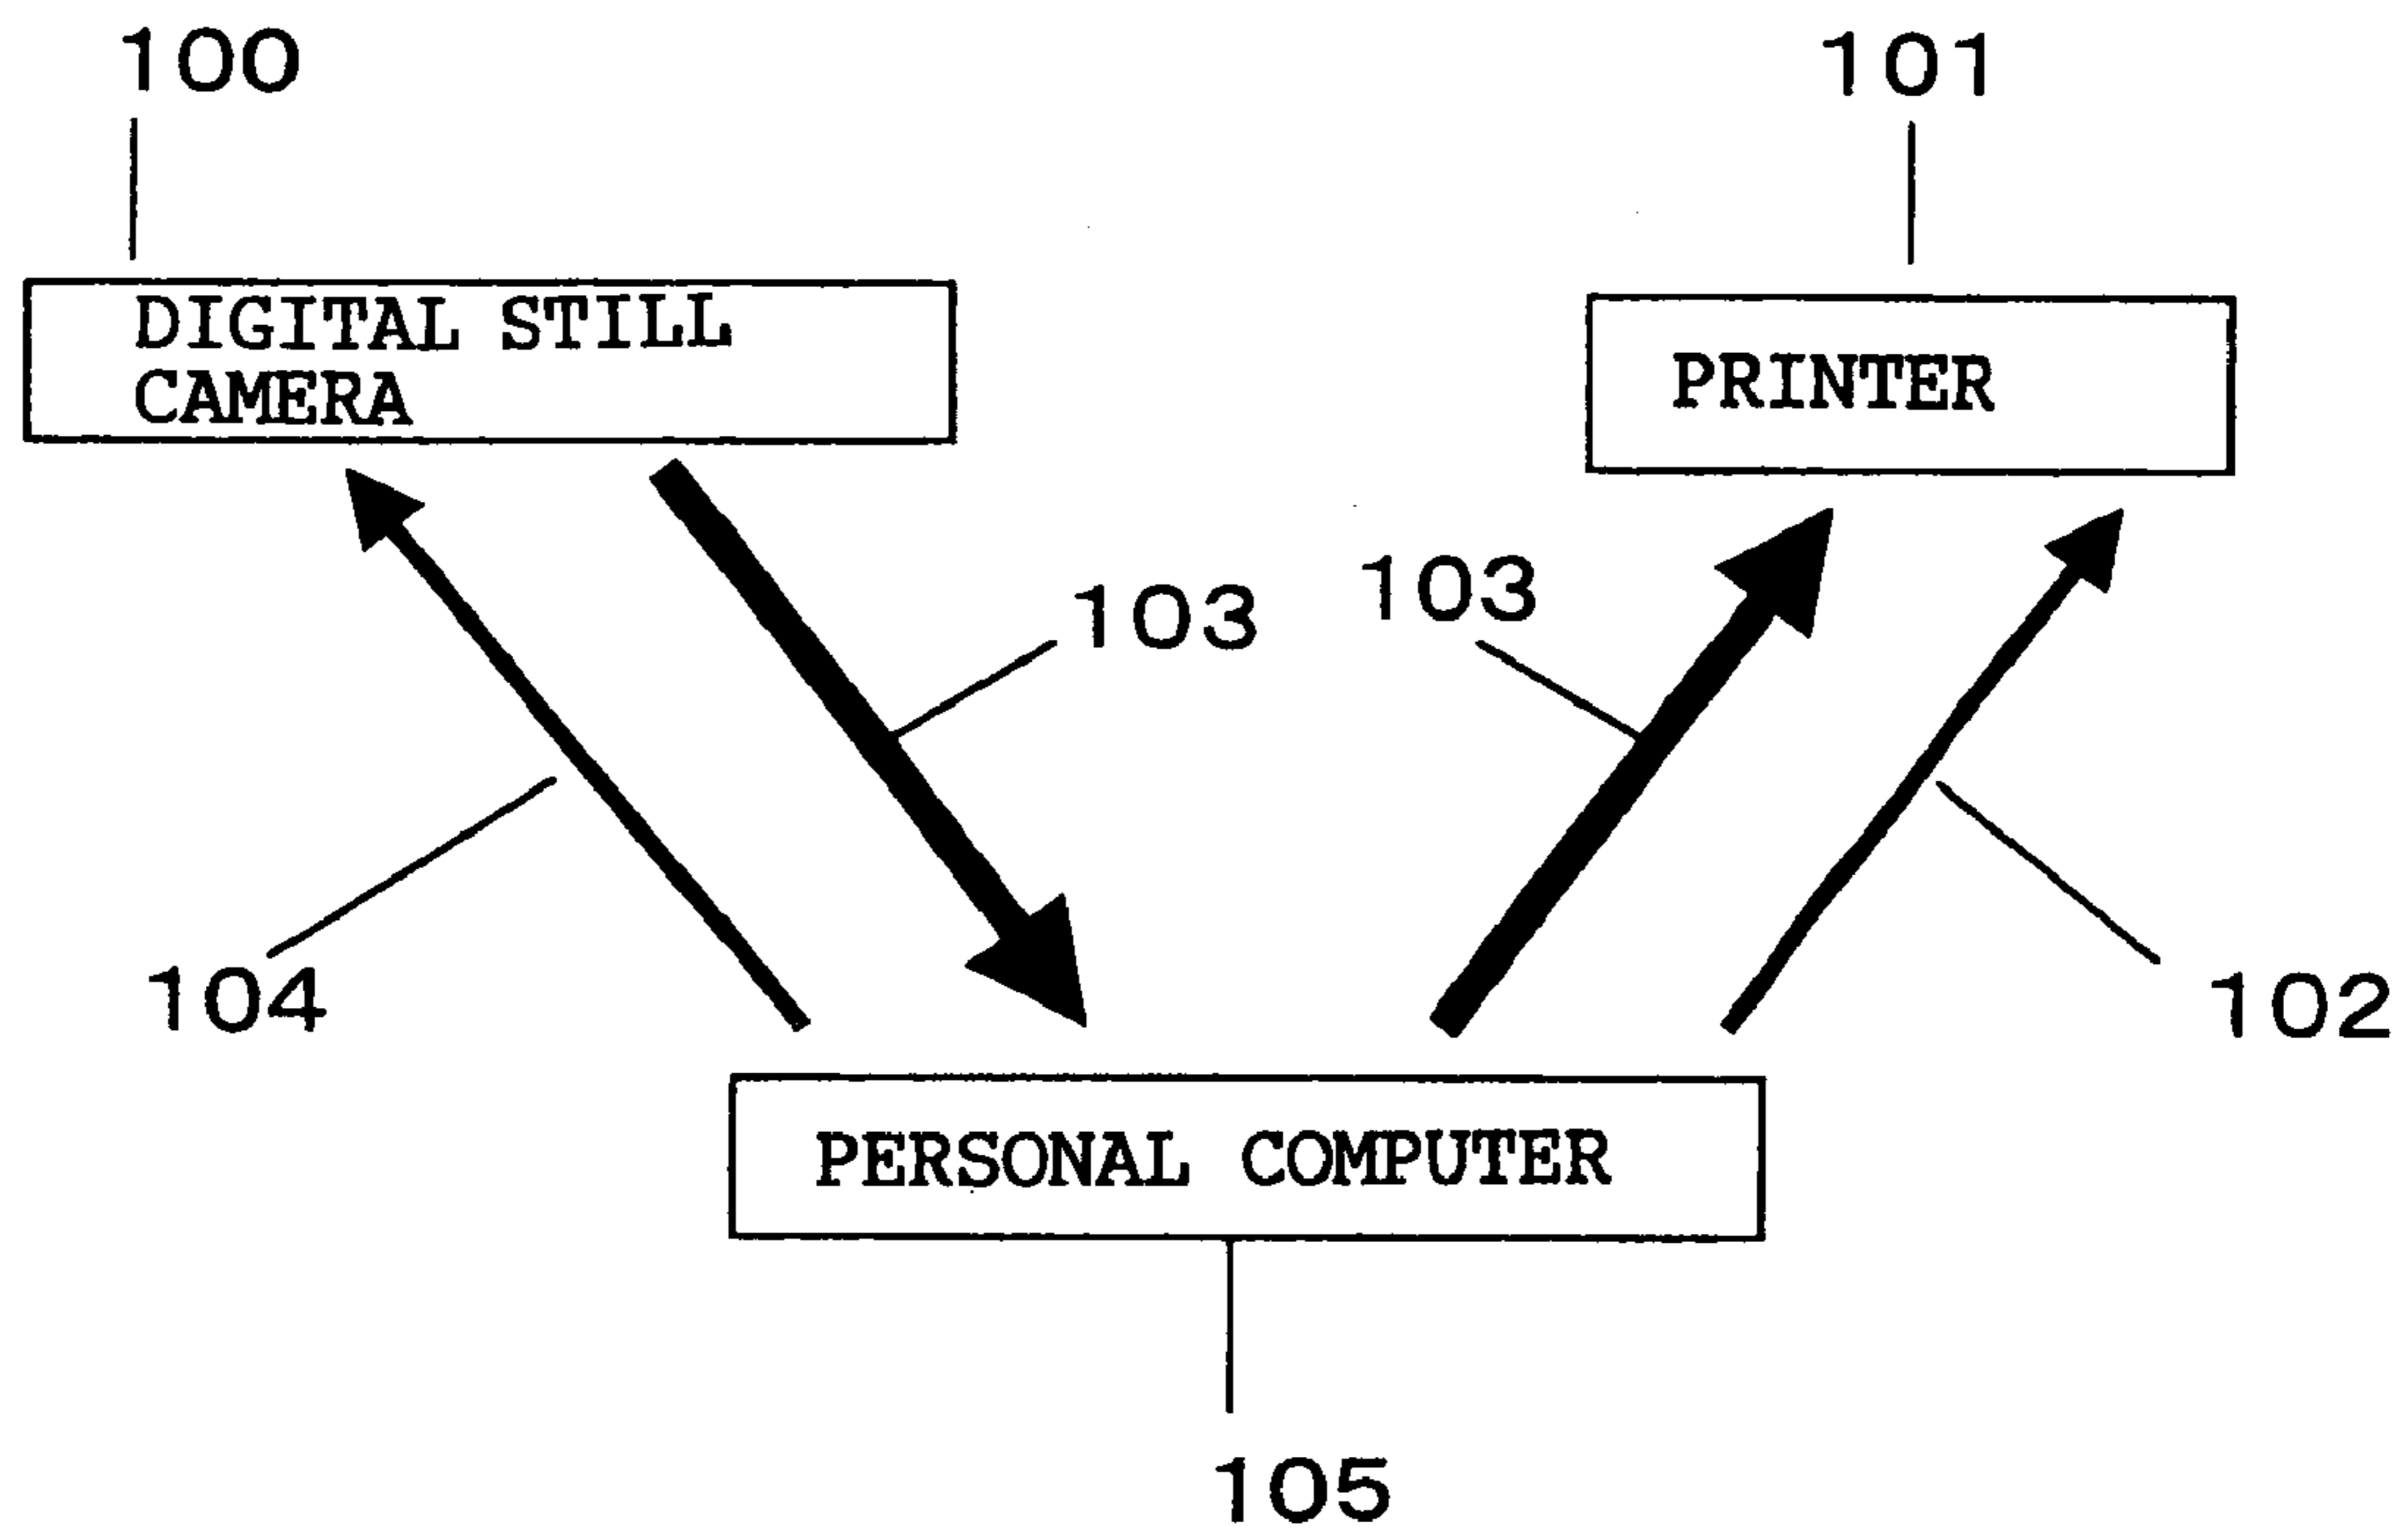 100
101
DIGITAL STILL
CAMERA
PRINTER
103
103
104
102
PERSONAL COMPUTER
105